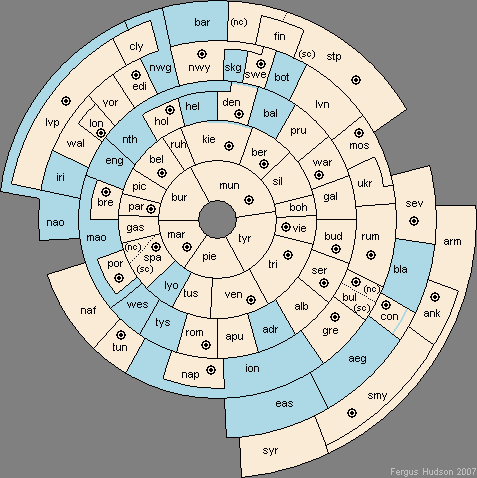 bar
(nc)
fin
cly
(sc)
stp
nwg
nwy
skg
swe
bot
edi
lvp
yor
lvn
hel
den
lon
hol
bal
nth
pru
mos
wal
kie
ruh
eng
ber
war
bel
iri
ukr
pic
sil
mun
gal
bre
bur
par
boh
sev
nao
gas
vie
mar
tyr
mao
bud
rum
arm
(nc)
spa
pie
(sc)
tri
por
bla
ser
lyo
tus
(nc)
bul
ven
(sc)
wes
alb
con
ank
naf
tys
gre
rom
apu
adr
tun
aeg
ion
nap
smy
eas
syr
Fergus Hudson 2007